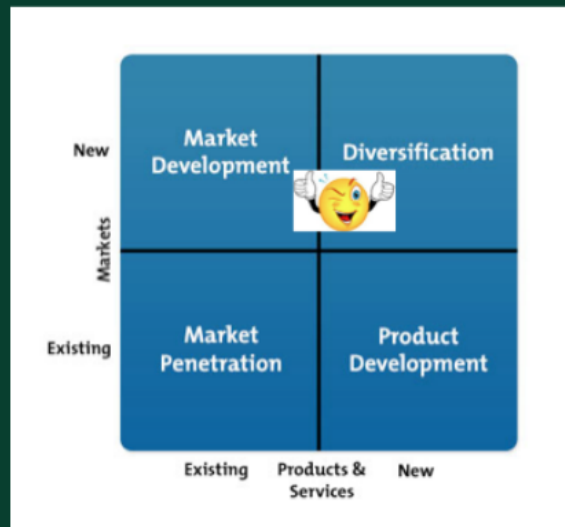 New
Market
Development
Diversification
Markets
Existing
Market
Penetration
Product
Development
Existing
Products &
Services
New